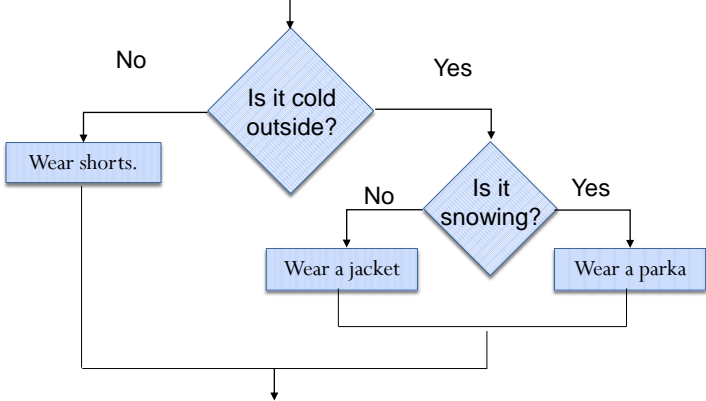 No
Yes
Is it cold
outside?
Wear shorts.
No
Is it
snowing?
Yes
Wear a jacket
Wear a parka